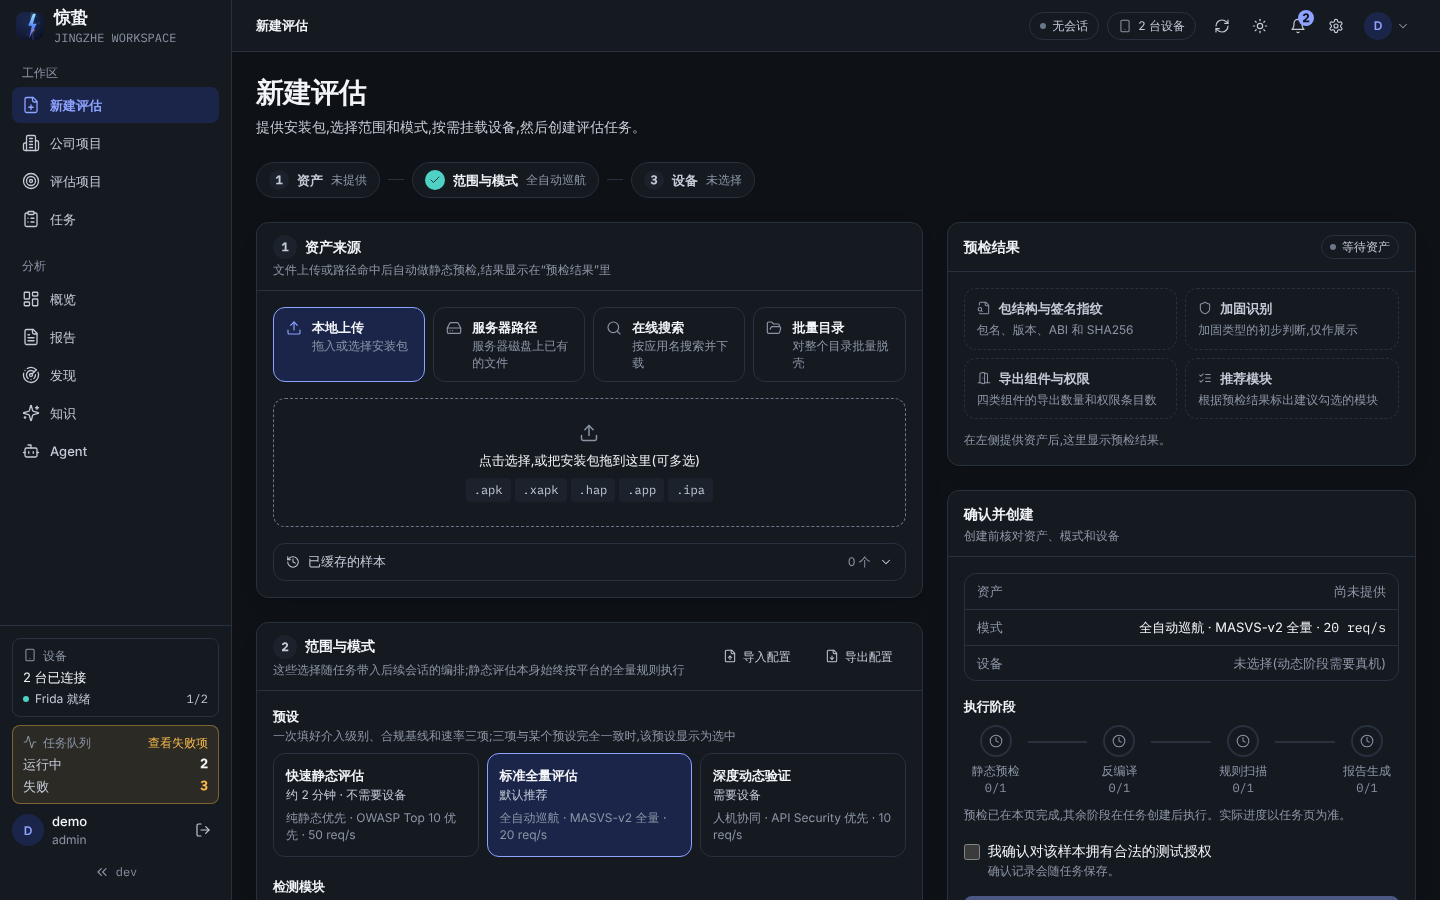 惊蛰
JINGZHE WORKSPACE
工作区
新建评估
公司项目
评估项目
任务
分析
概览
报告
发现
知识
Agent
设备
2 台已连接
Frida 就绪 1/2
任务队列 查看失败项
运行中 2
失败 3
D
demo
admin
dev
新建评估
无会话
2 台设备
2
D
新建评估
提供安装包,选择范围和模式,按需挂载设备,然后创建评估任务。
1 资产 未提供
范围与模式 全自动巡航
3 设备 未选择
1 资产来源
文件上传或路径命中后自动做静态预检,结果显示在“预检结果”里
本地上传
拖入或选择安装包
服务器路径
服务器磁盘上已有
的文件
在线搜索
按应用名搜索并下
载
批量目录
对整个目录批量脱
壳
点击选择,或把安装包拖到这里(可多选)
.apk .xapk .hap .app .ipa
已缓存的样本 0 个
2 范围与模式
这些选择随任务带入后续会话的编排;静态评估本身始终按平台的全量规则执行
导入配置
导出配置
预设
一次填好介入级别、合规基线和速率三项;三项与某个预设完全一致时,该预设显示为选中
快速静态评估
约 2 分钟 · 不需要设备
纯静态优先 · OWASP Top 10 优
先 · 50 req/s
标准全量评估
默认推荐
全自动巡航 · MASVS-v2 全量 ·
20 req/s
深度动态验证
需要设备
人机协同 · API Security 优先 · 10
req/s
检测模块
预检结果
等待资产
包结构与签名指纹
包名、版本、ABI 和 SHA256
加固识别
加固类型的初步判断,仅作展示
导出组件与权限
四类组件的导出数量和权限条目数
推荐模块
根据预检结果标出建议勾选的模块
在左侧提供资产后,这里显示预检结果。
确认并创建
创建前核对资产、模式和设备
资产 尚未提供
模式 全自动巡航 · MASVS-v2 全量 · 20 req/s
设备 未选择(动态阶段需要真机)
执行阶段
静态预检 反编译 规则扫描 报告生成
0/1 0/1 0/1 0/1
预检已在本页完成,其余阶段在任务创建后执行。实际进度以任务页为准。
我确认对该样本拥有合法的测试授权
确认记录会随任务保存。